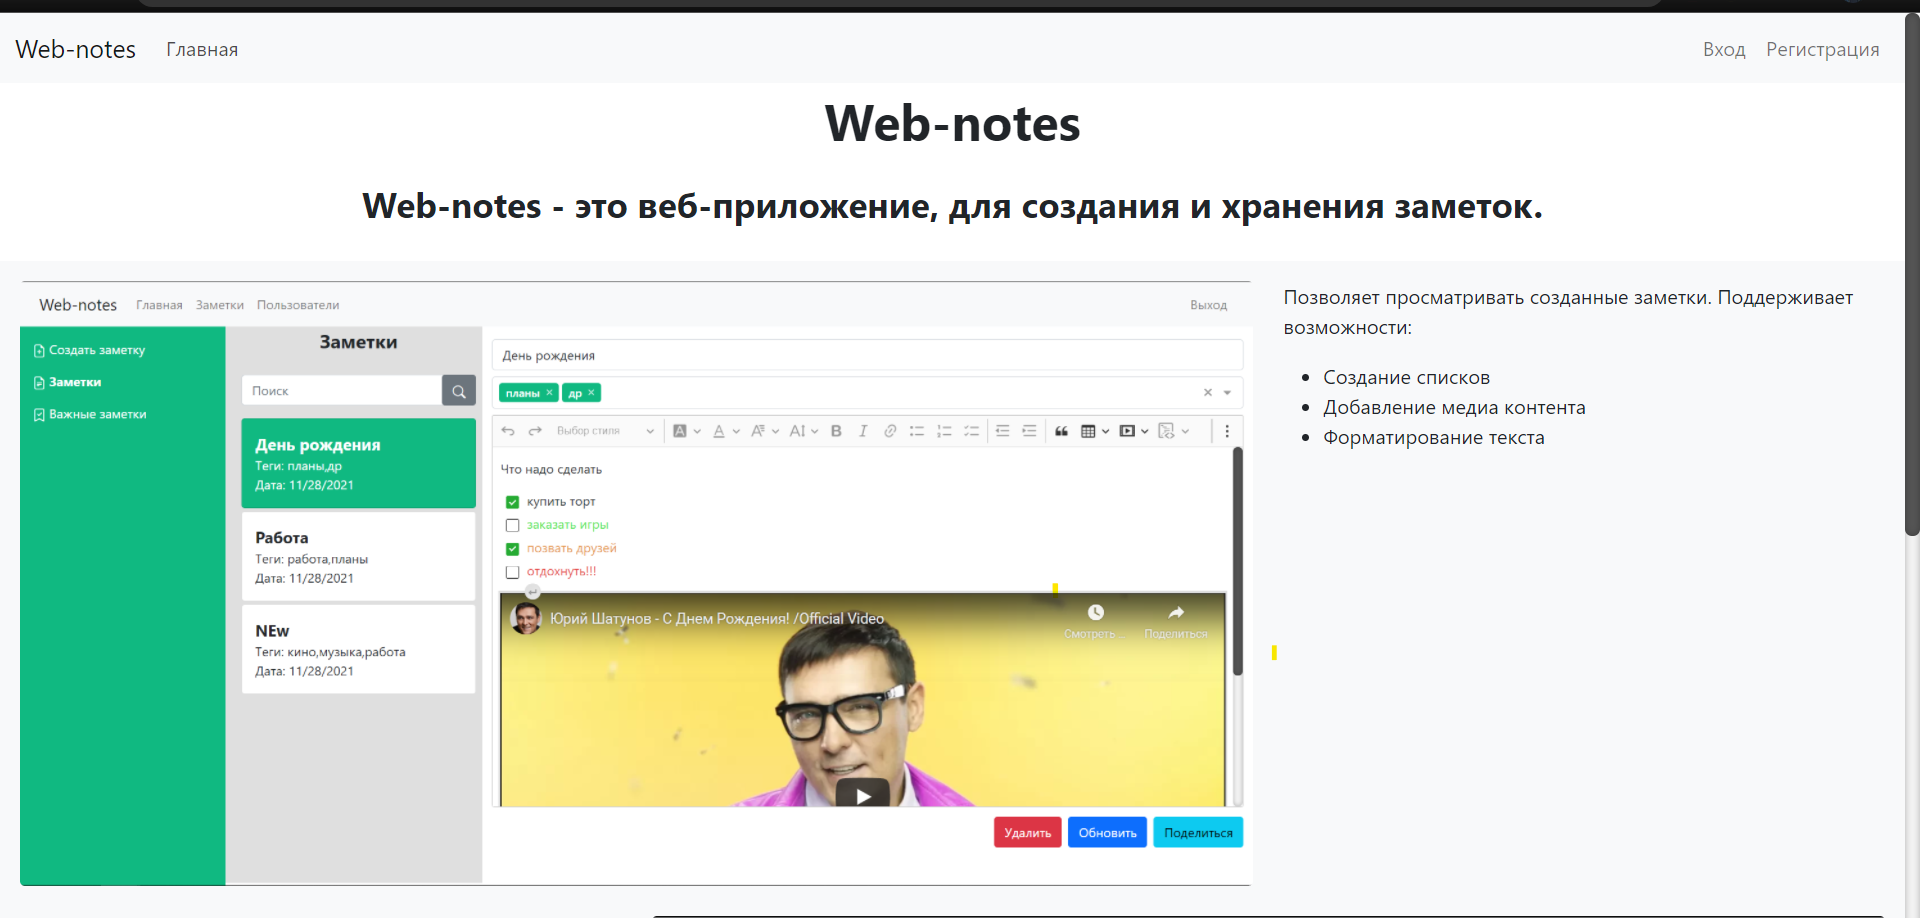 Web-notes Главная Вход Регистрация
Web-notes
Web-notes - это веб-приложение, для создания и хранения заметок.
Web-notes Главная Заметки Пользователи Выход
Создать заметку
Заметки
Важные заметки
Заметки
Поиск
День рождения
Теги: планы,др
Дата: 11/28/2021
Работа
Теги: работа,планы
Дата: 11/28/2021
NEw
Теги: кино,музыка,работа
Дата: 11/28/2021
День рождения
планы × др ×
Выбор стиля
Что надо сделать
купить торт
заказать игры
позвать друзей
отдохнуть!!!
Юрий Шатунов - С Днем Рождения! /Official Video
Смотреть... Поделиться
Удалить Обновить Поделиться
Позволяет просматривать созданные заметки. Поддерживает
возможности:
Создание списков
Добавление медиа контента
Форматирование текста